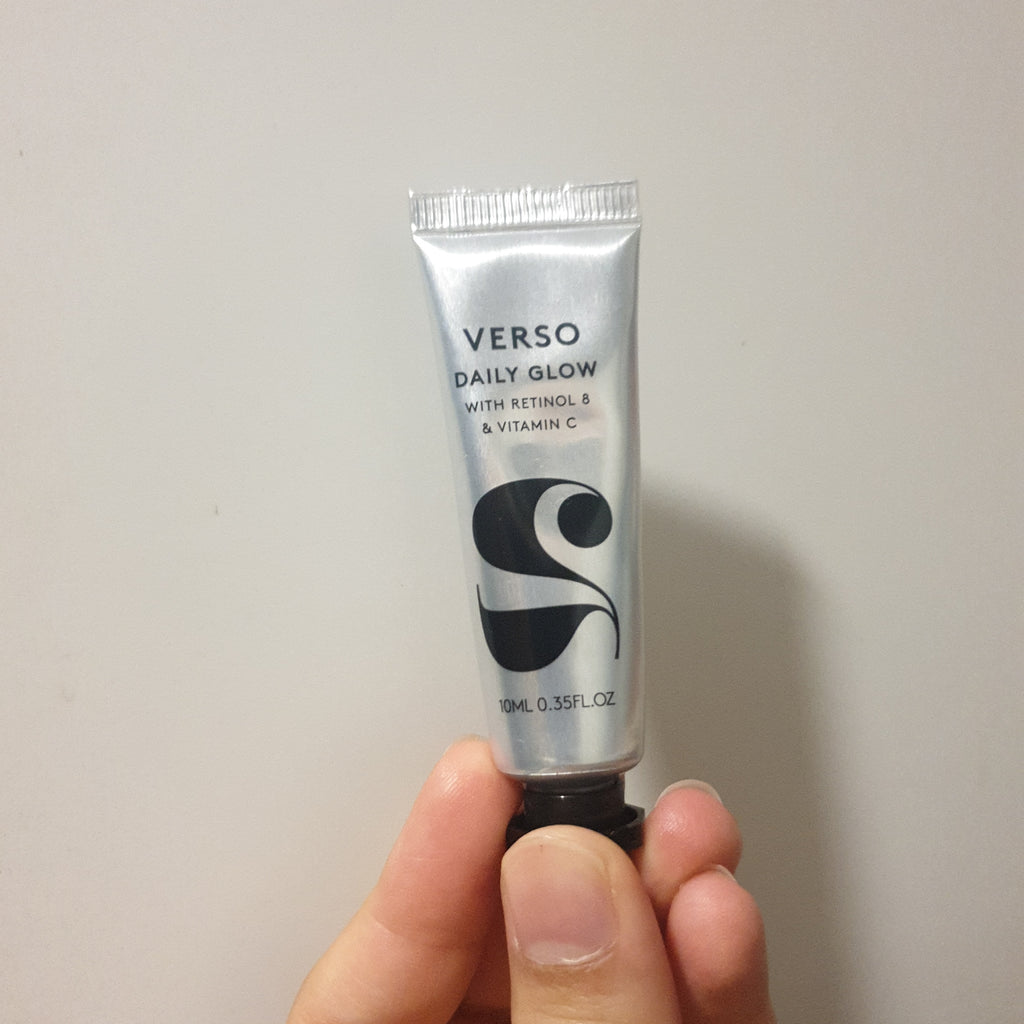 VERSO
DAILY GLOW
WITH RETINOL 8
& VITAMIN C
10ML 0.35FL.OZ